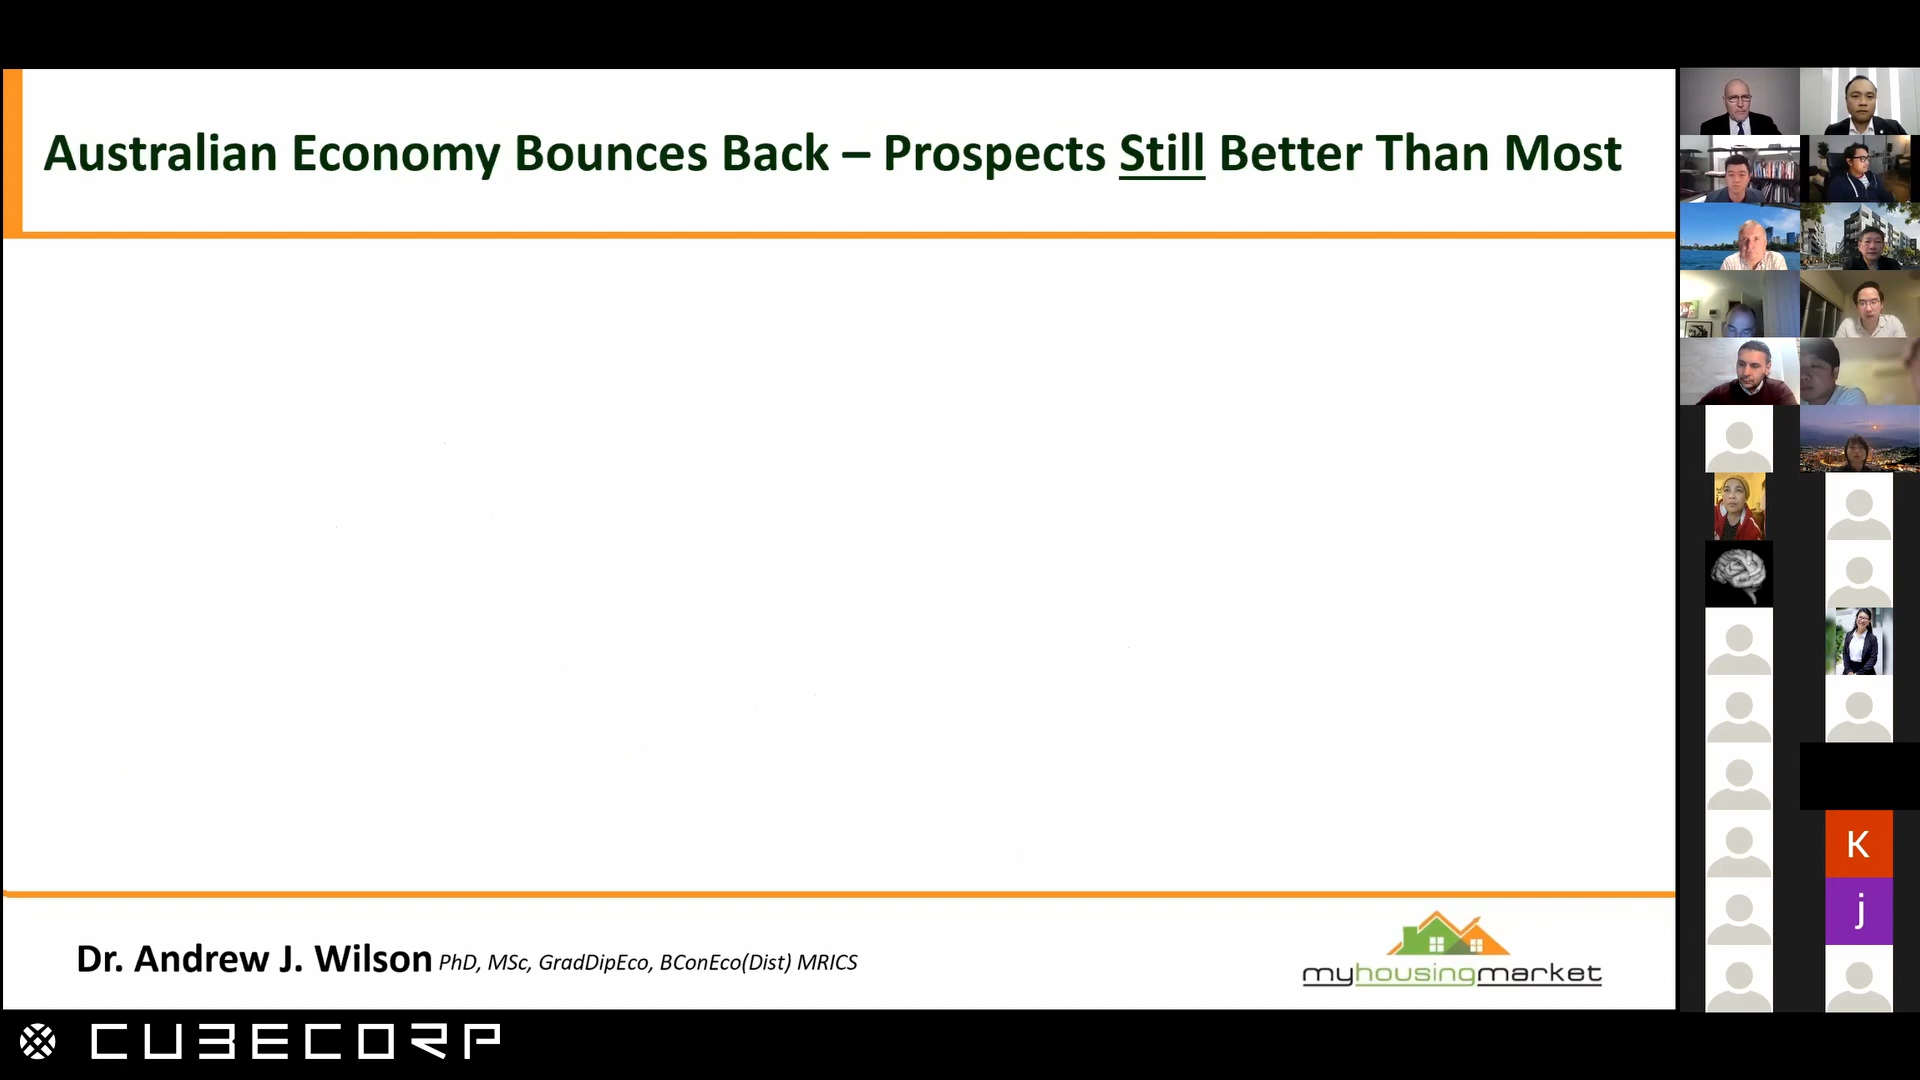 Australian Economy Bounces Back – Prospects Still Better Than Most
K
j
Dr. Andrew J. Wilson PhD, MSc, GradDipEco, BConEco(Dist) MRICS
myhousingmarket
CUBECORP